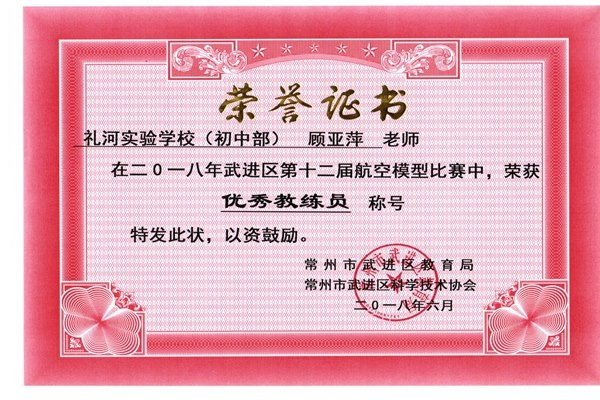 荣誉证书
礼河实验学校（初中部） 顾亚萍 老师
在二0一八年武进区第十二届航空模型比赛中，荣获
优秀教练员 称号
特发此状，以资鼓励。
常州市武进区教育局
常州市武进区科学技术协会
二0一八年六月